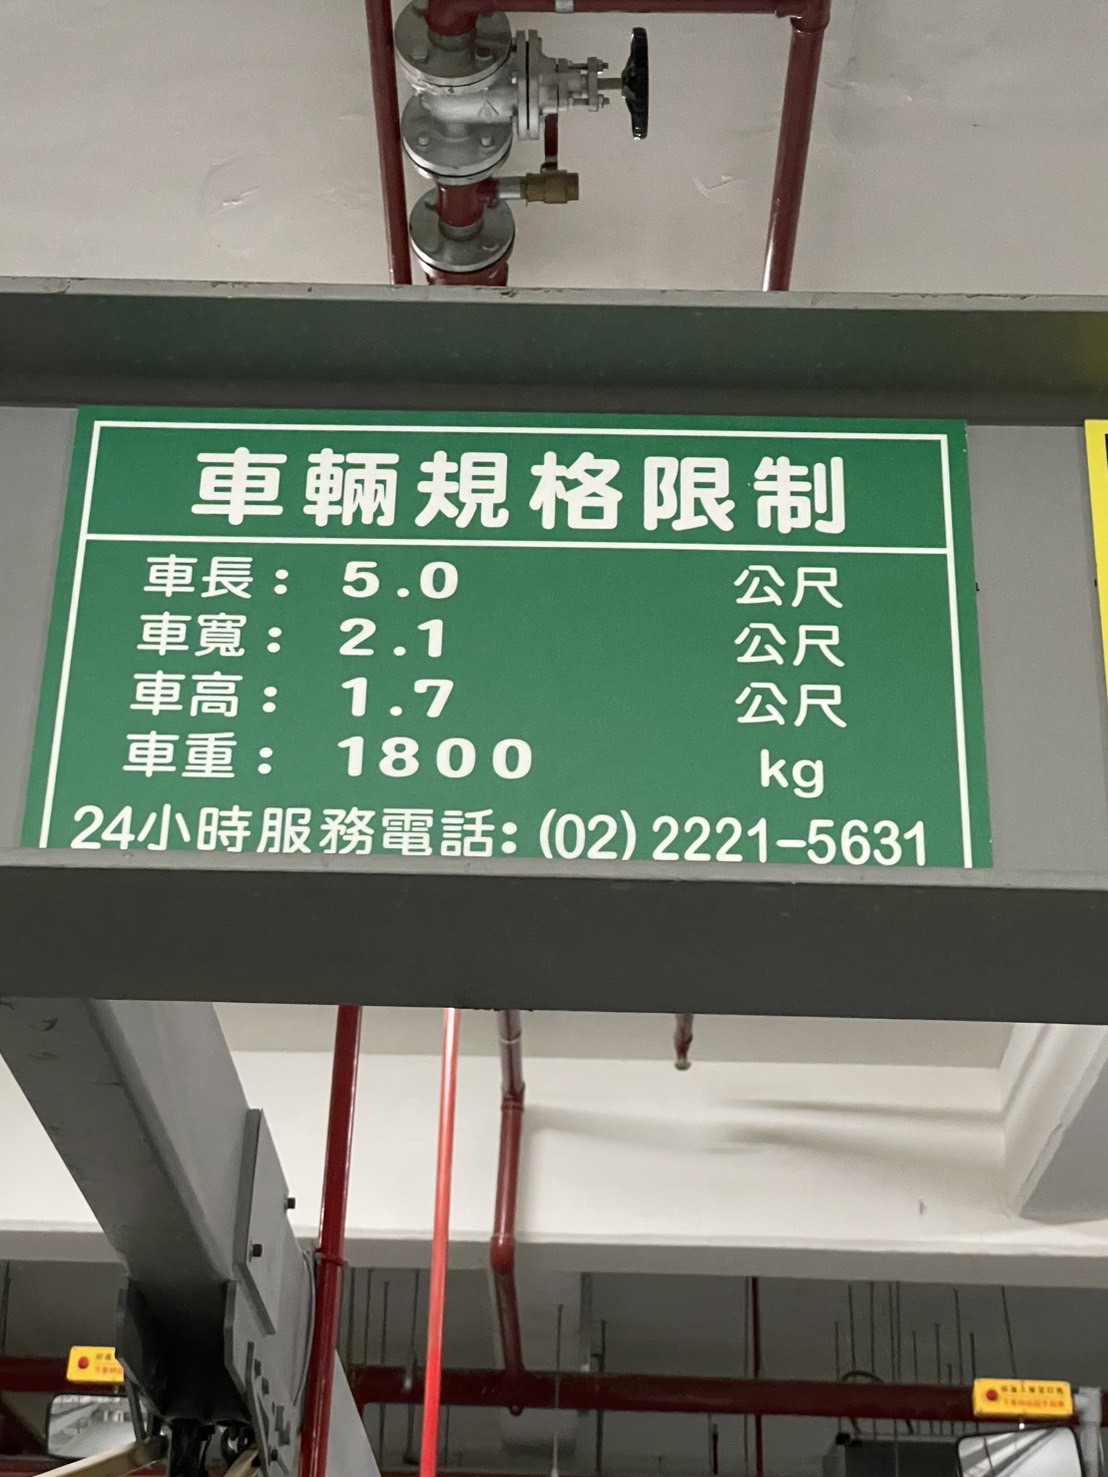 車輛規格限制
車長：5.0 公尺
車寬：2.1 公尺
車高：1.7 公尺
車重：1800 kg
24小時服務電話：(02) 2221-5631